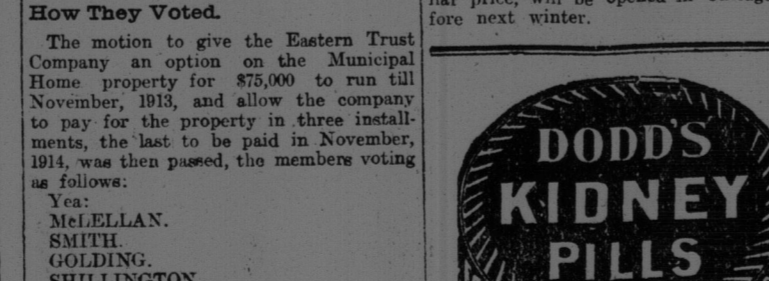 How They Voted.
The motion to give the Eastern Trust
Company an option on the Municipal
Home property for $75,000 to run till
November, 1913, and allow the company
to pay for the property in three install-
ments, the last to be paid in November,
1914, was then passed, the members voting
as follows:
Yea:
McLELLAN.
SMITH.
GOLDING.
SHILLINGTON.
fore next winter.
DODD'S
KIDNEY
PILLS